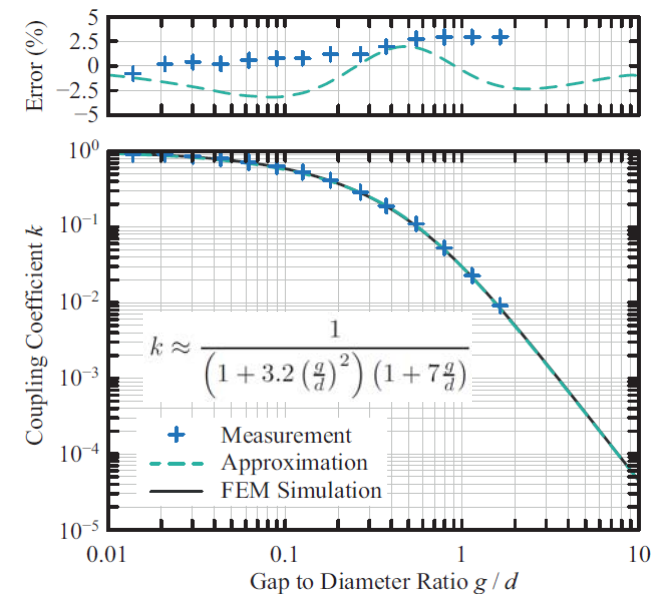 Error (%)
5
2.5
0
−2.5
−5
Coupling Coefficient k
10^0
10^−1
10^−2
10^−3
10^−4
10^−5
k ≈ 1 / ((1 + 3.2 (g/d)^2) (1 + 7 g/d))
Measurement
Approximation
FEM Simulation
0.01 0.1 1 10
Gap to Diameter Ratio g / d